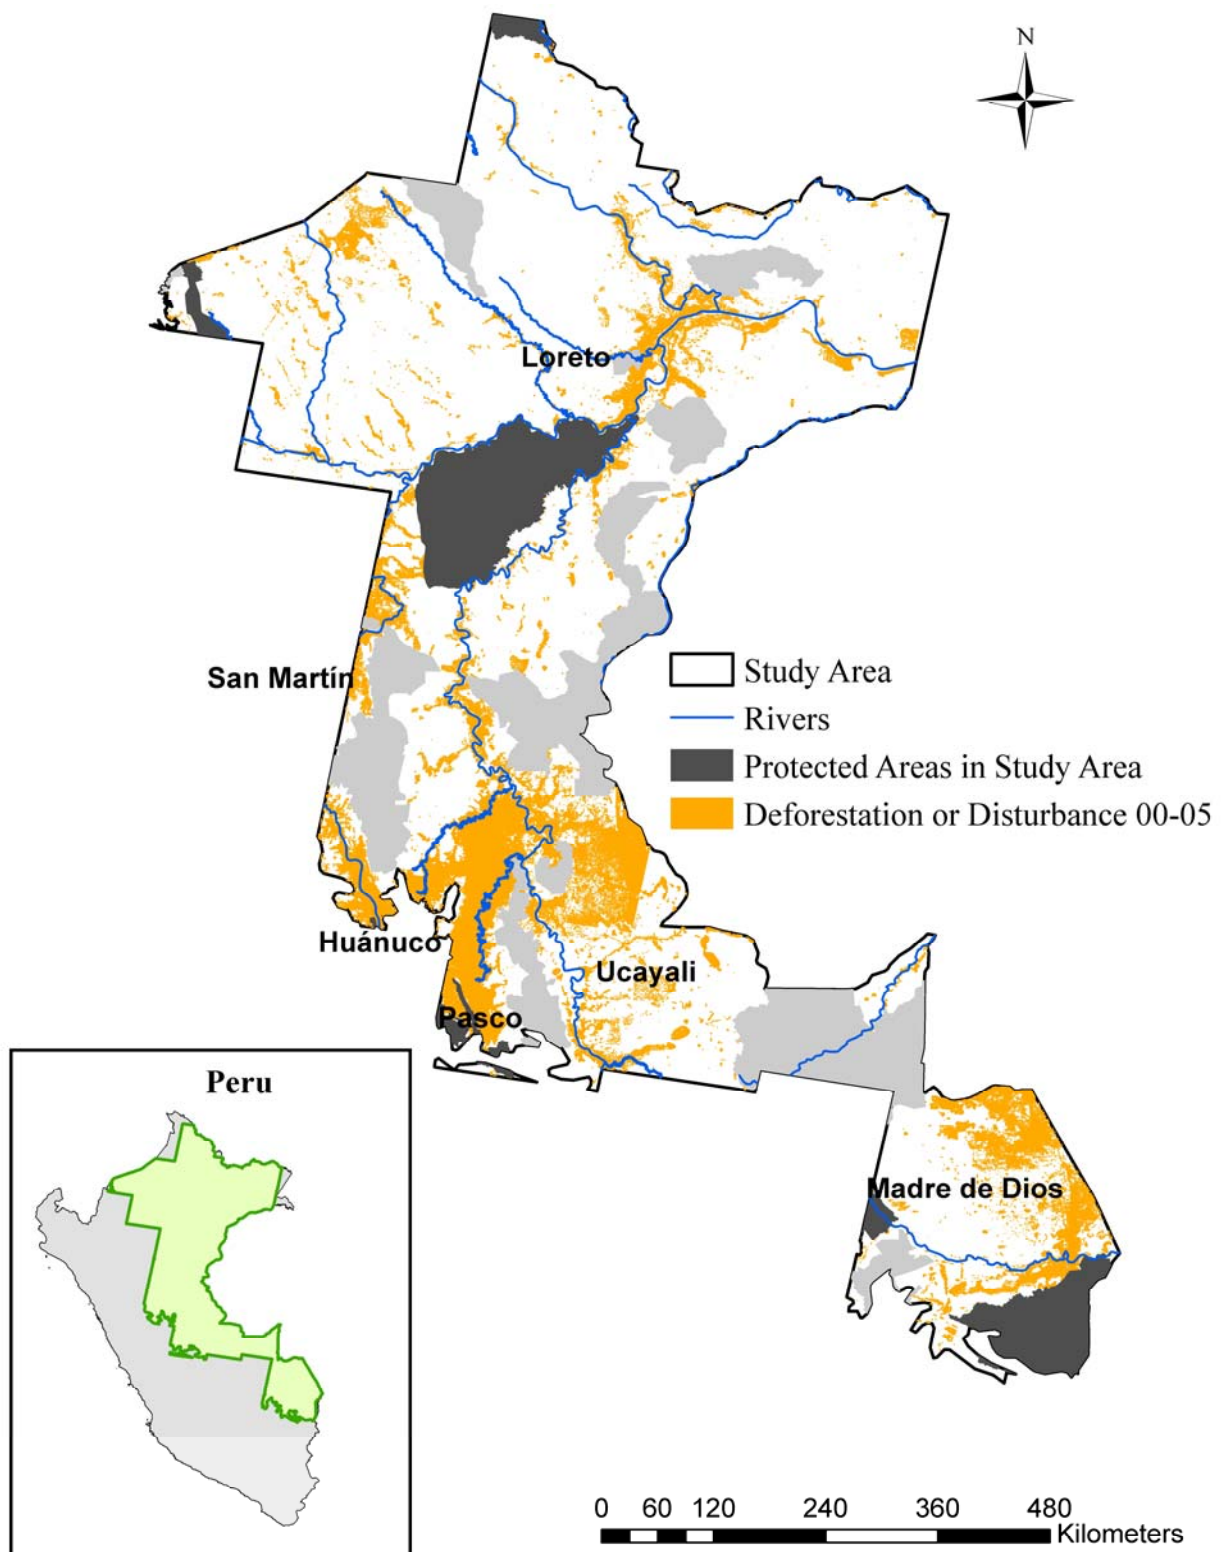 N
Loreto
San Martín
Study Area
Rivers
Protected Areas in Study Area
Deforestation or Disturbance 00-05
Huánuco
Ucayali
Pasco
Peru
Madre de Dios
0 60 120 240 360 480
Kilometers